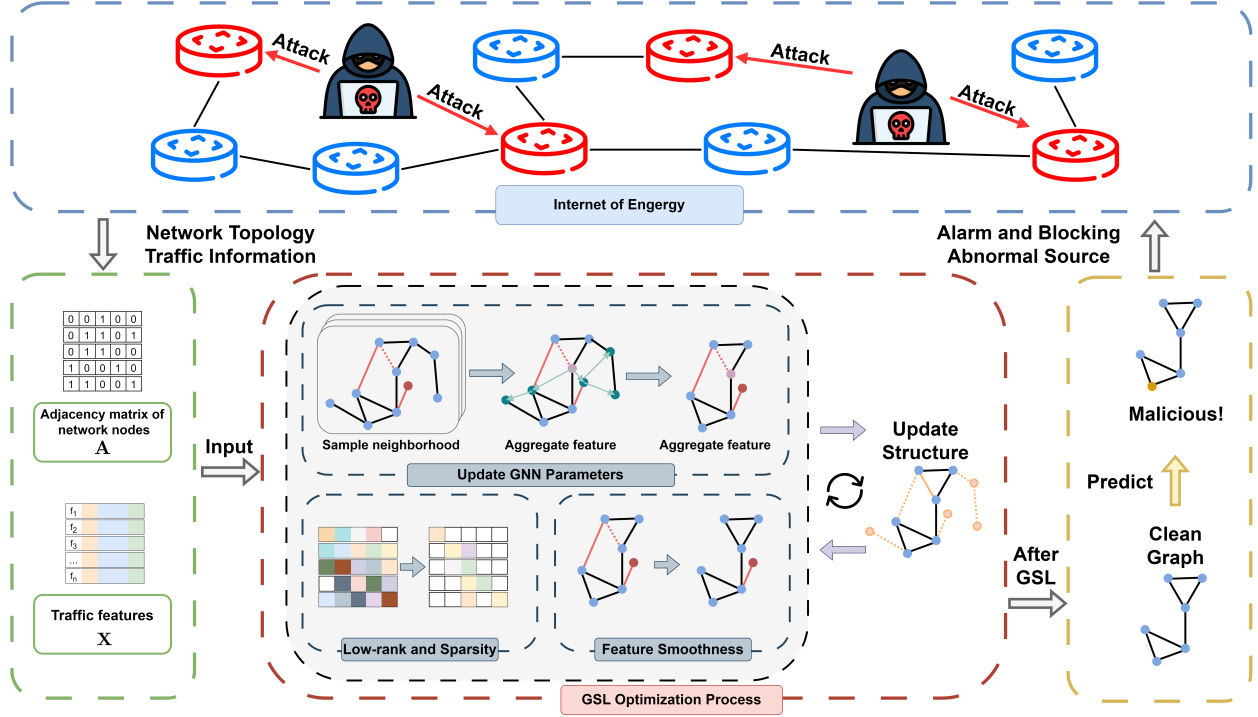 Attack
Attack
Attack
Attack
Internet of Engergy
Network Topology
Traffic Information
Alarm and Blocking
Abnormal Source
0 0 1 0 0
0 1 1 0 1
0 1 1 0 0
1 0 0 1 0
1 1 0 0 1
Adjacency matrix of
network nodes
A
f1
f2
f3
...
fn
Traffic features
X
Input
Sample neighborhood
Aggregate feature
Aggregate feature
Update GNN Parameters
Low-rank and Sparsity
Feature Smoothness
Update
Structure
GSL Optimization Process
After
GSL
Malicious!
Predict
Clean
Graph